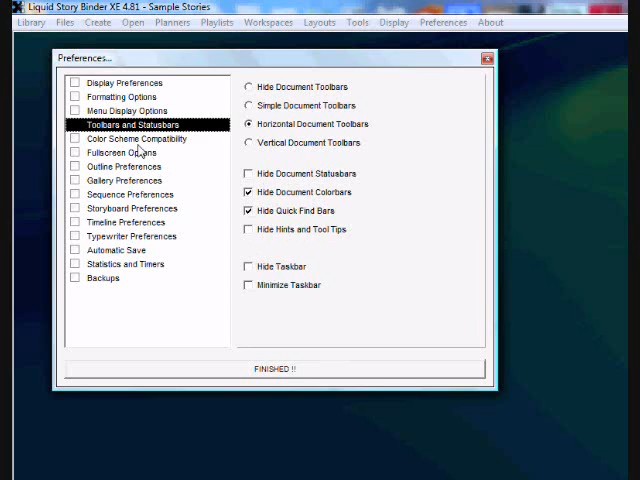 Liquid Story Binder XE 4.81 - Sample Stories
Library Files Create Open Planners Playlists Workspaces Layouts Tools Display Preferences About
Preferences...
Display Preferences
Formatting Options
Menu Display Options
Toolbars and Statusbars
Color Scheme Compatibility
Fullscreen Options
Outline Preferences
Gallery Preferences
Sequence Preferences
Storyboard Preferences
Timeline Preferences
Typewriter Preferences
Automatic Save
Statistics and Timers
Backups
Hide Document Toolbars
Simple Document Toolbars
Horizontal Document Toolbars
Vertical Document Toolbars
Hide Document Statusbars
Hide Document Colorbars
Hide Quick Find Bars
Hide Hints and Tool Tips
Hide Taskbar
Minimize Taskbar
FINISHED !!